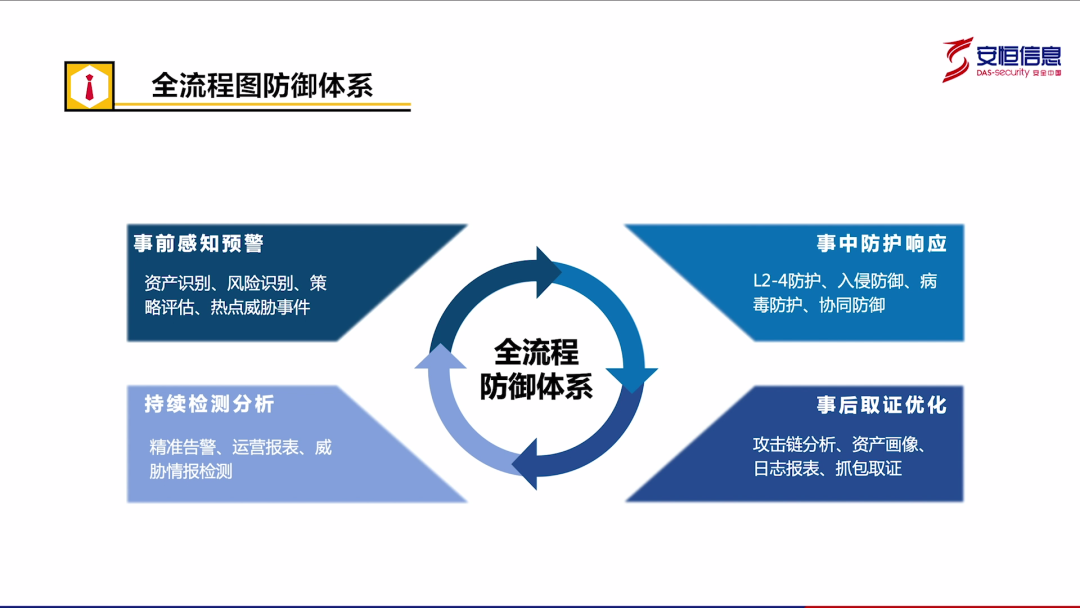 全流程图防御体系
安恒信息
DAS-security 安全中国
事前感知预警
资产识别、风险识别、策
略评估、热点威胁事件
事中防护响应
L2-4防护、入侵防御、病
毒防护、协同防御
全流程
防御体系
持续检测分析
精准告警、运营报表、威
胁情报检测
事后取证优化
攻击链分析、资产画像、
日志报表、抓包取证